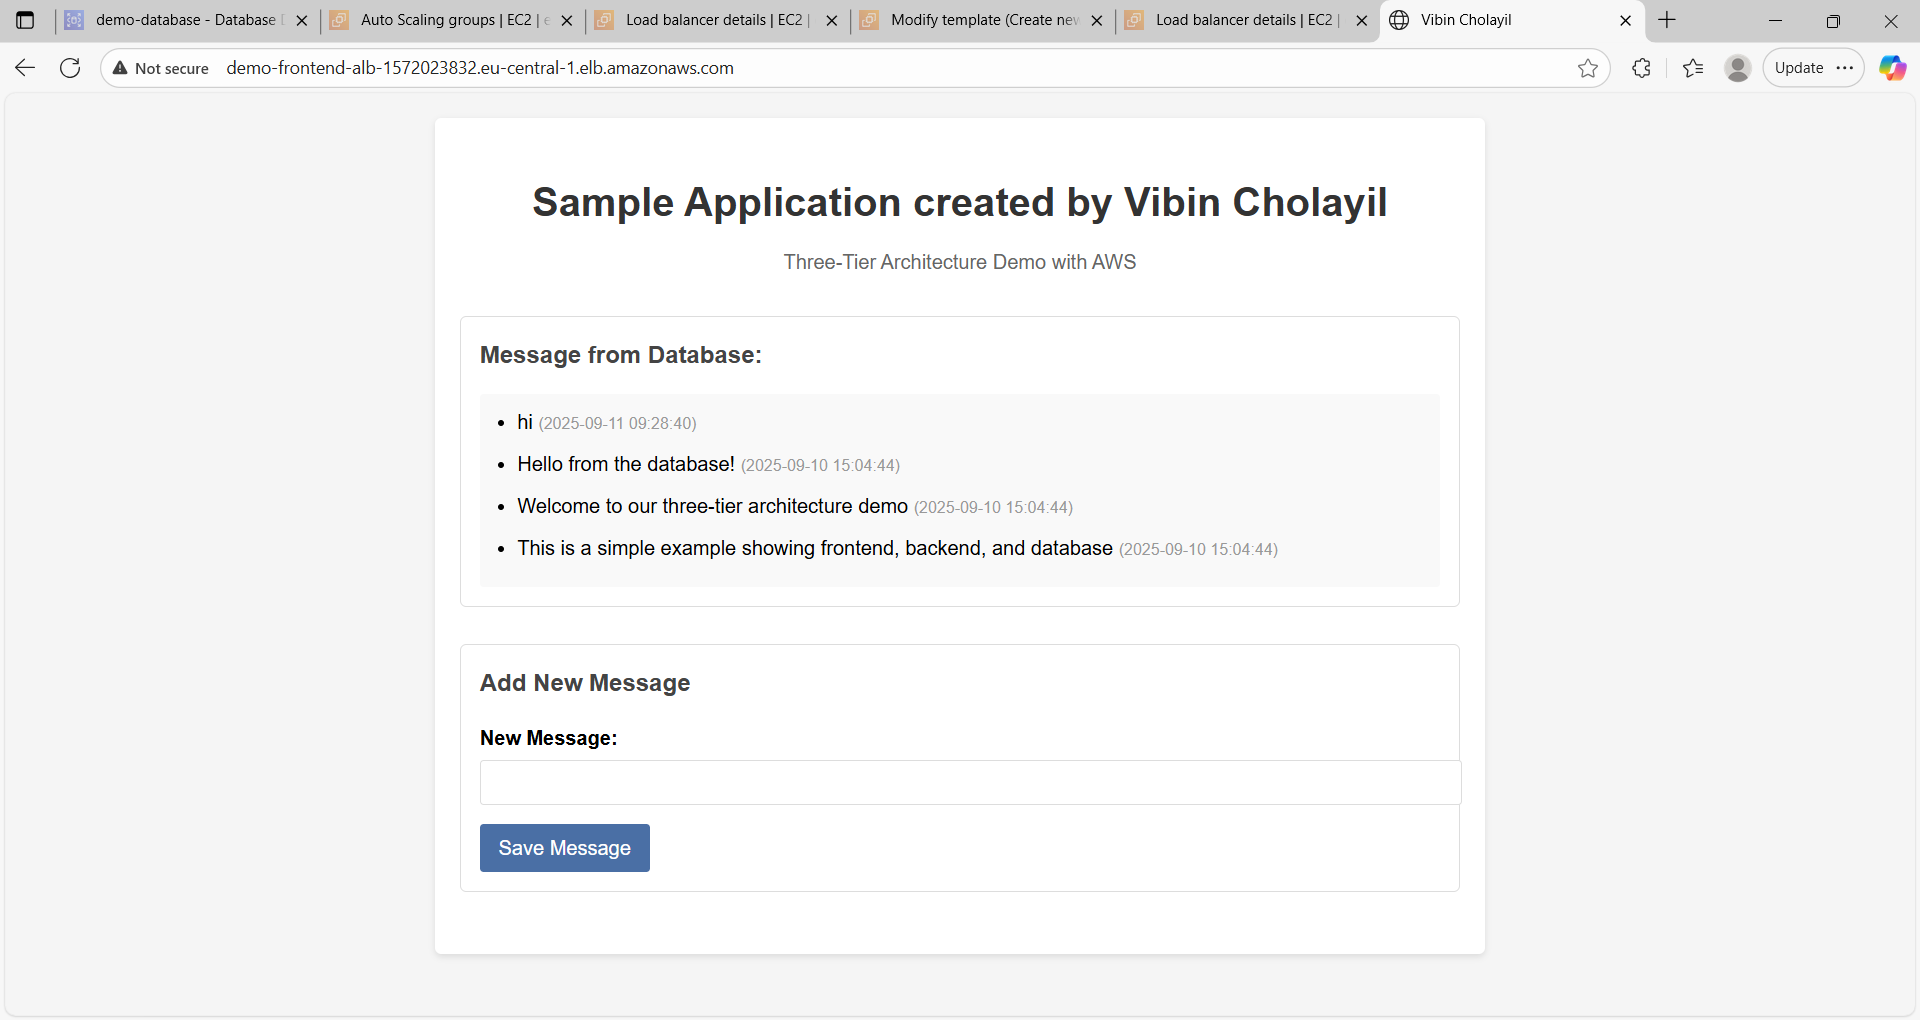 demo-database - Database
Auto Scaling groups | EC2 |
Load balancer details | EC2 |
Modify template (Create new
Load balancer details | EC2 |
Vibin Cholayil
Not secure
demo-frontend-alb-1572023832.eu-central-1.elb.amazonaws.com
Update
Sample Application created by Vibin Cholayil
Three-Tier Architecture Demo with AWS
Message from Database:
• hi (2025-09-11 09:28:40)
• Hello from the database! (2025-09-10 15:04:44)
• Welcome to our three-tier architecture demo (2025-09-10 15:04:44)
• This is a simple example showing frontend, backend, and database (2025-09-10 15:04:44)
Add New Message
New Message:
Save Message